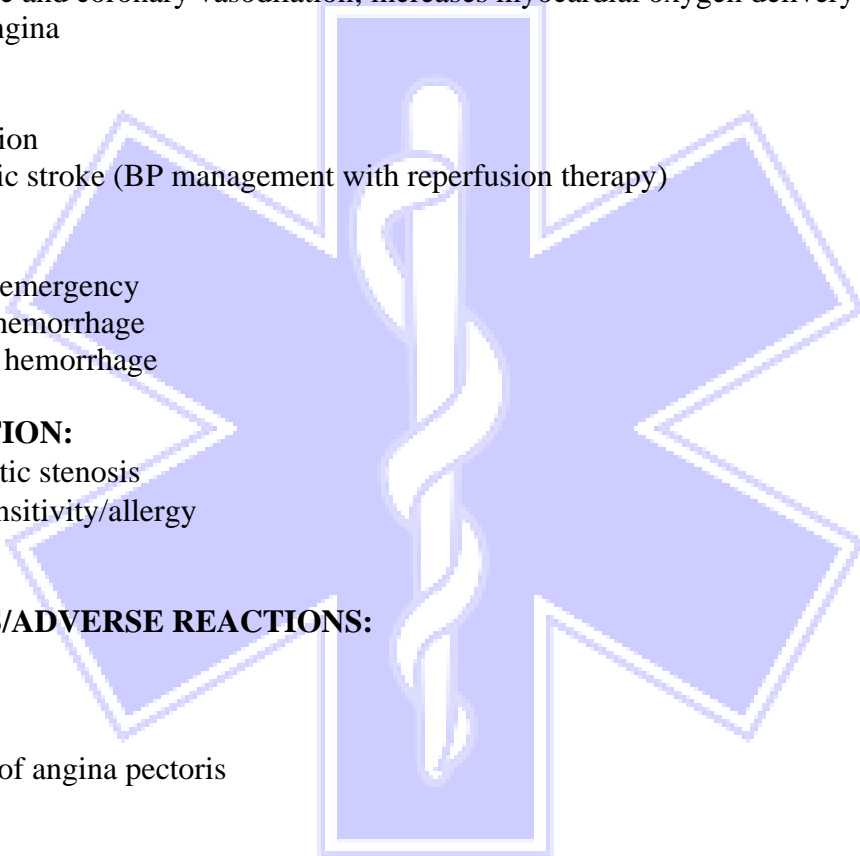 c and coronary vasodilation, increases myocardial oxygen delivery
ngina
ion
ic stroke (BP management with reperfusion therapy)
emergency
hemorrhage
hemorrhage
TION:
tic stenosis
nsitivity/allergy
S/ADVERSE REACTIONS:
of angina pectoris